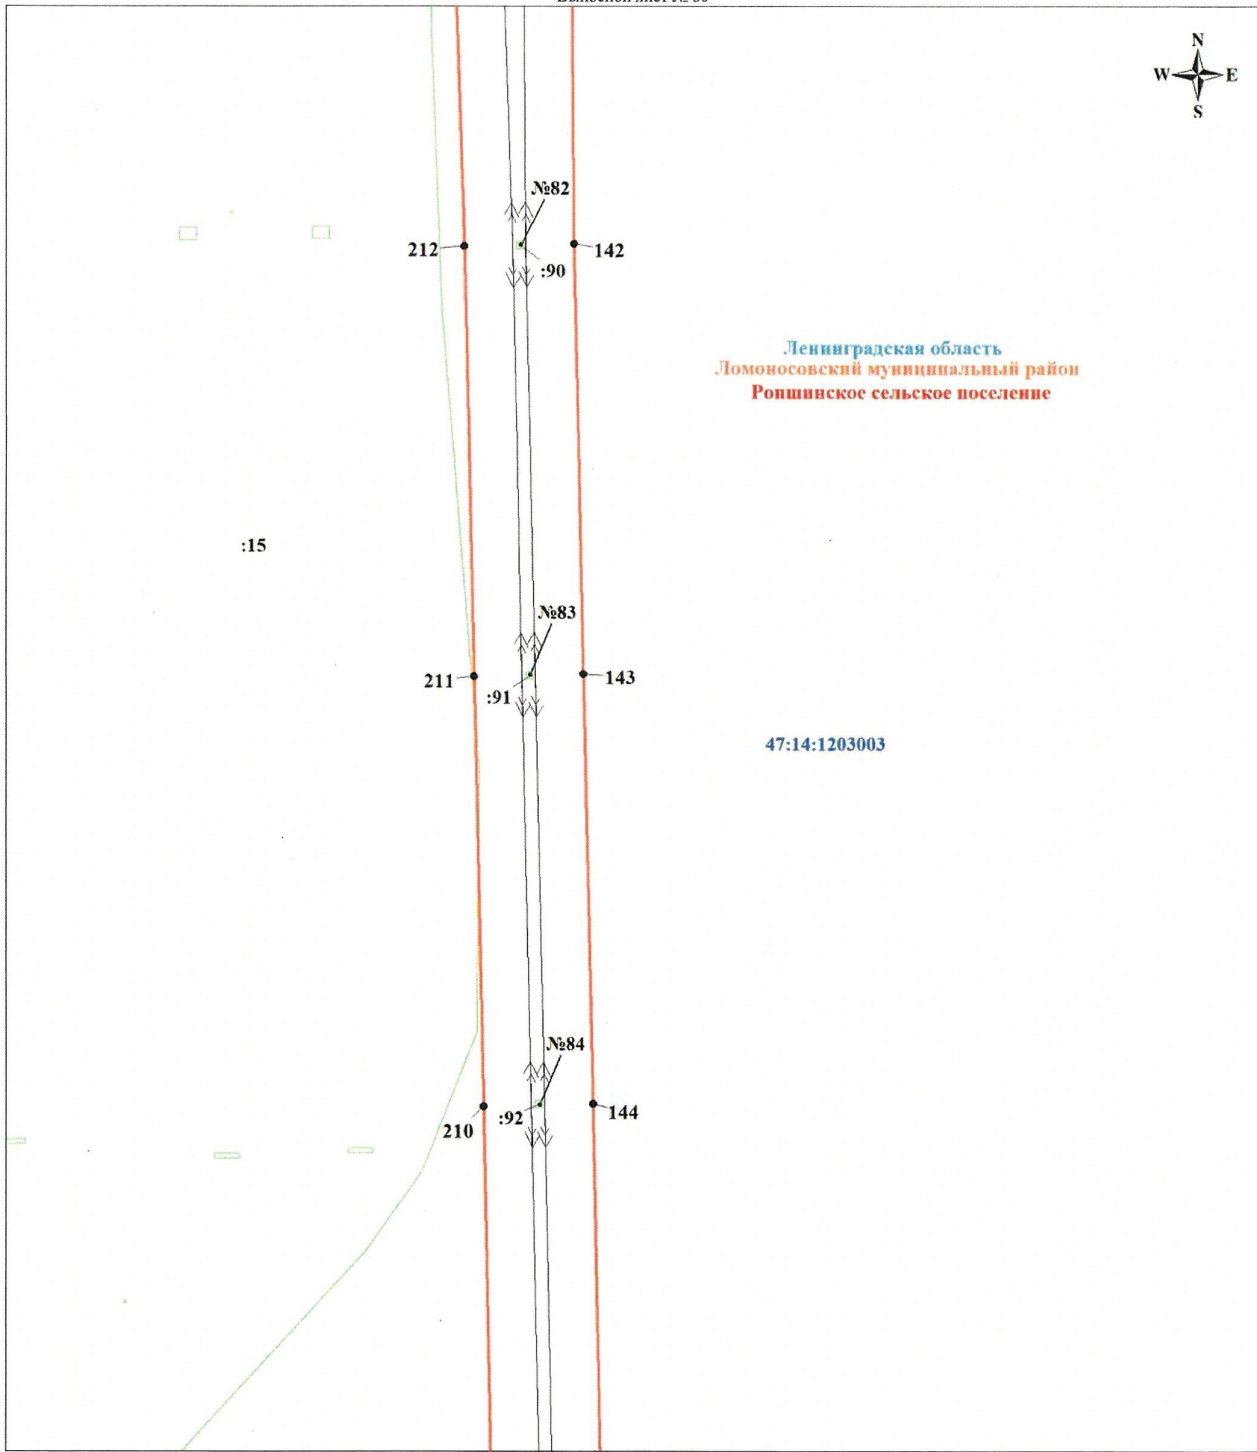 N
W E
S
№82
212
142
:90
Ленинградская область
Ломоносовский муниципальный район
Ропшинское сельское поселение
:15
№83
211
143
:91
47:14:1203003
№84
210
:92
144